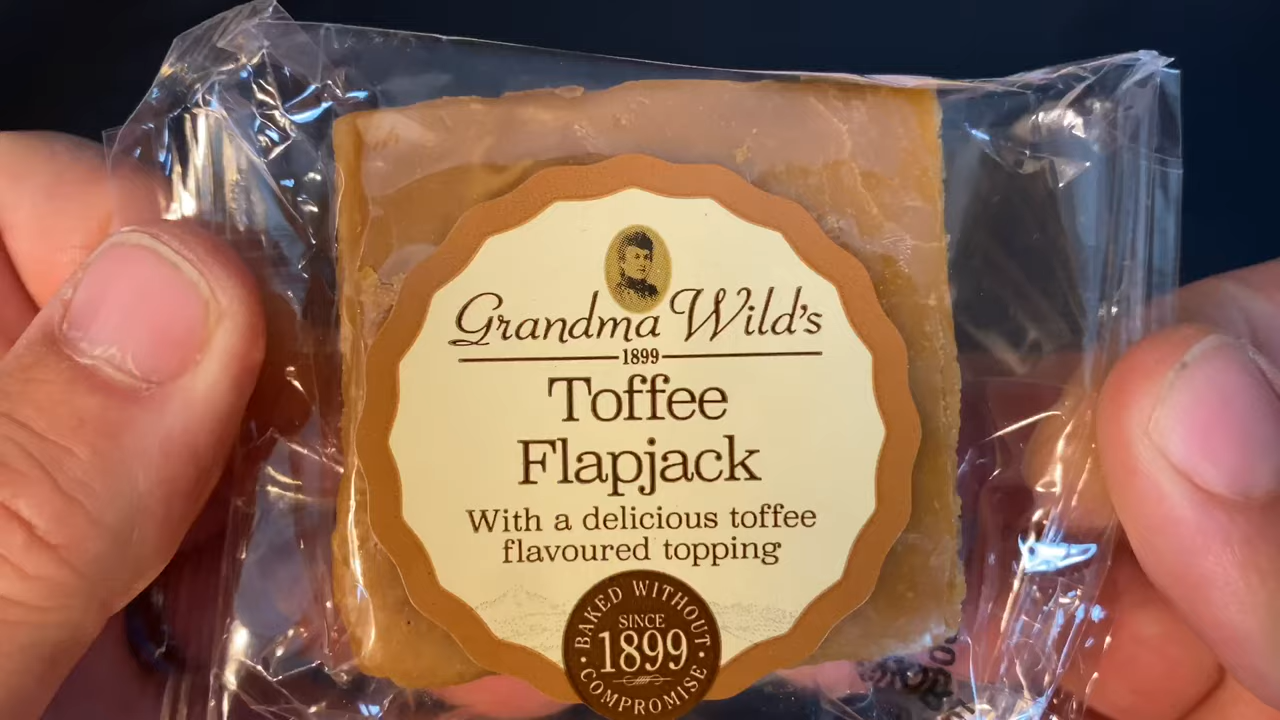 Grandma Wild's
1899
Toffee
Flapjack
With a delicious toffee
flavoured topping
BAKED WITHOUT
SINCE
1899
COMPROMISE